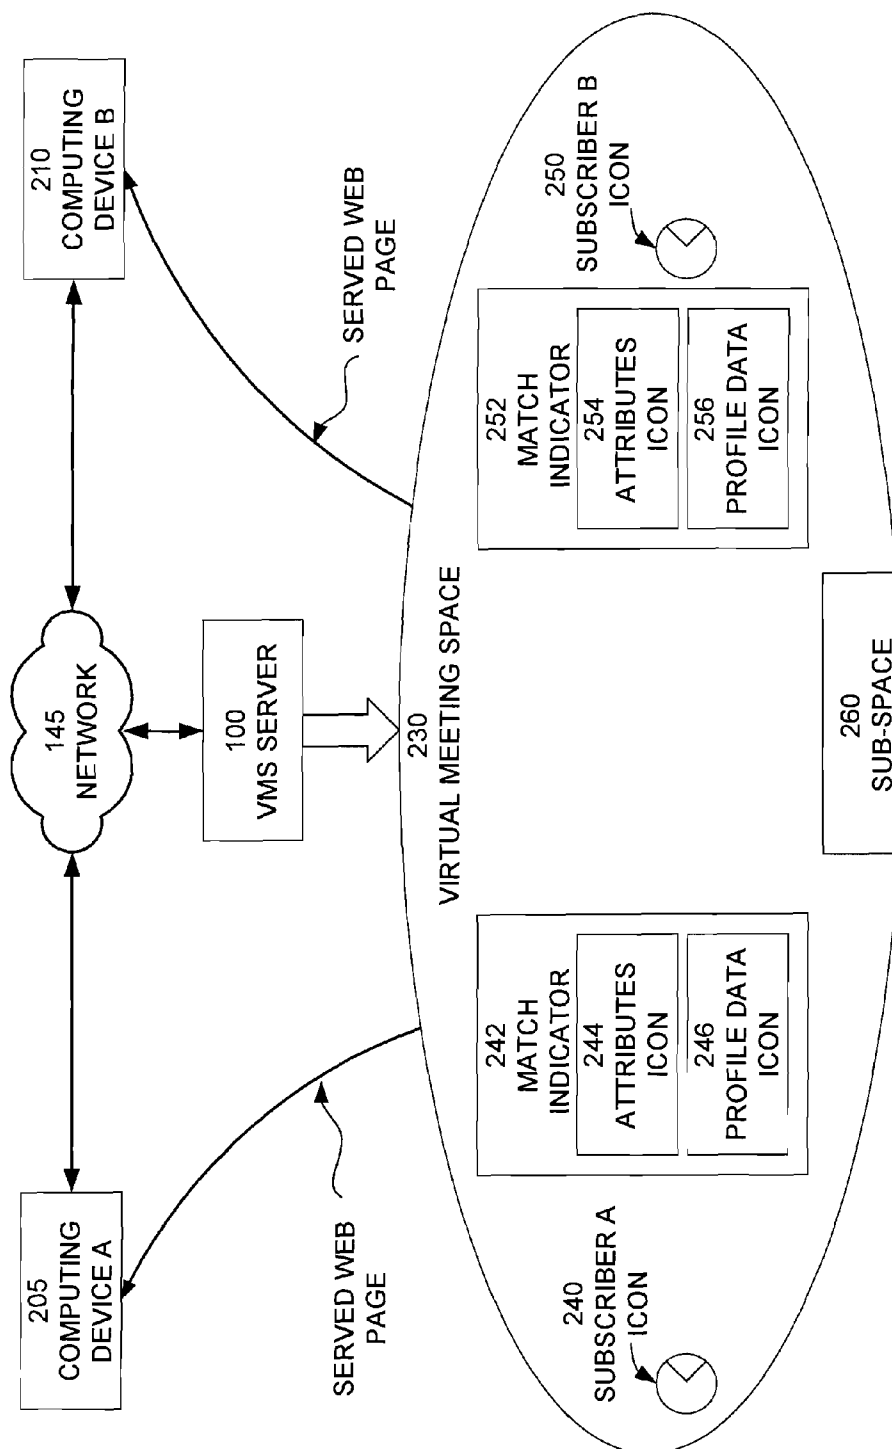 205
COMPUTING
DEVICE A
145
NETWORK
210
COMPUTING
DEVICE B
100
VMS SERVER
SERVED WEB
PAGE
SERVED WEB
PAGE
230
VIRTUAL MEETING SPACE
240
SUBSCRIBER A
ICON
242
MATCH
INDICATOR
244
ATTRIBUTES
ICON
246
PROFILE DATA
ICON
252
MATCH
INDICATOR
254
ATTRIBUTES
ICON
256
PROFILE DATA
ICON
250
SUBSCRIBER B
ICON
260
SUB-SPACE